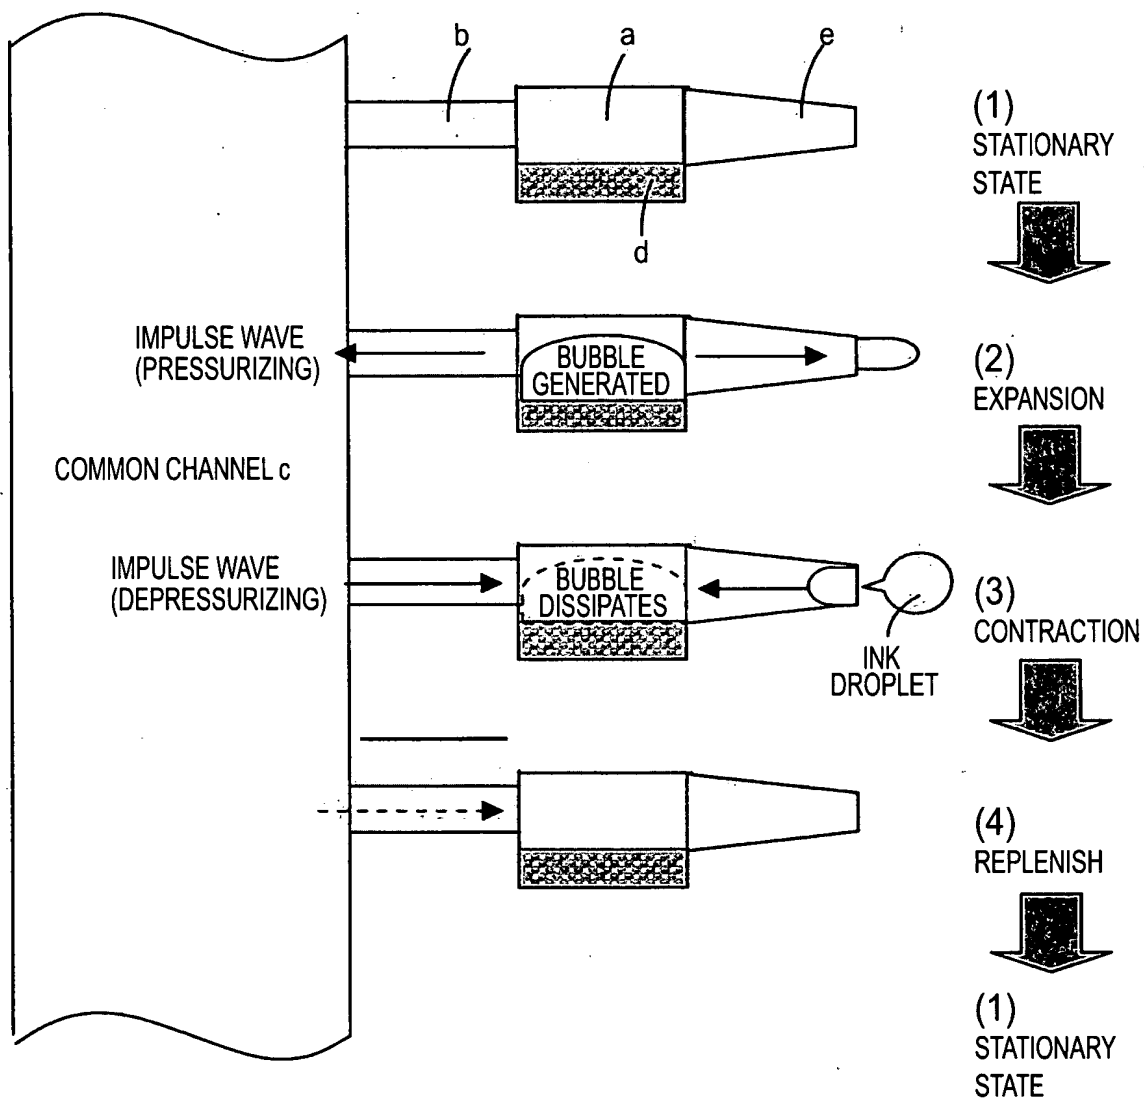 b
a
e
(1)
STATIONARY
STATE
d
IMPULSE WAVE
(PRESSURIZING)
BUBBLE
GENERATED
(2)
EXPANSION
COMMON CHANNEL c
IMPULSE WAVE
(DEPRESSURIZING)
BUBBLE
DISSIPATES
INK
DROPLET
(3)
CONTRACTION
(4)
REPLENISH
(1)
STATIONARY
STATE